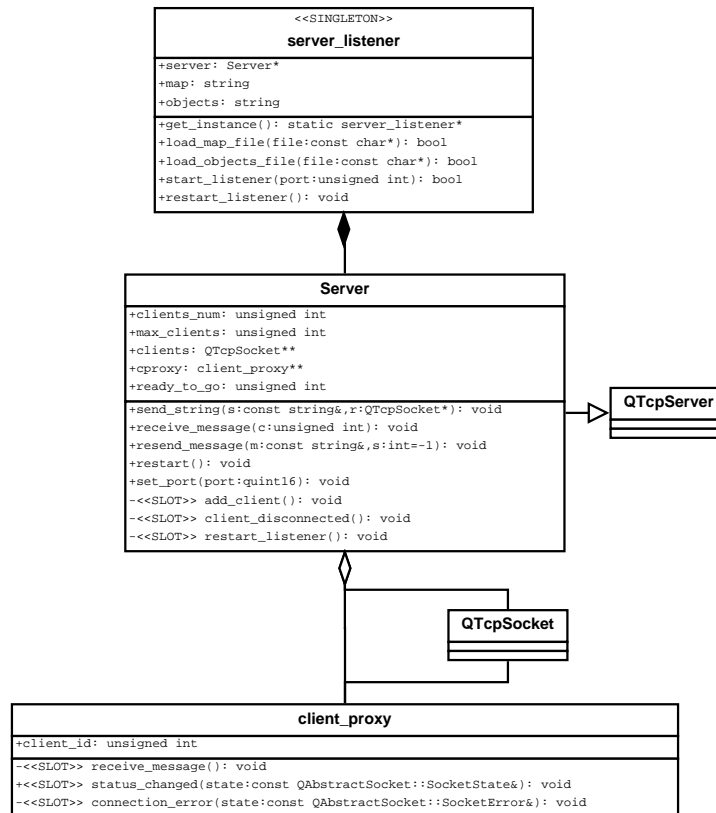 <<SINGLETON>>
server_listener
+server: Server*
+map: string
+objects: string
+get_instance(): static server_listener*
+load_map_file(file:const char*): bool
+load_objects_file(file:const char*): bool
+start_listener(port:unsigned int): bool
+restart_listener(): void
Server
+clients_num: unsigned int
+max_clients: unsigned int
+clients: QTcpSocket**
+cproxy: client_proxy**
+ready_to_go: unsigned int
+send_string(s:const string&,r:QTcpSocket*): void
+receive_message(c:unsigned int): void
+resend_message(m:const string&,s:int=-1): void
+restart(): void
+set_port(port:quint16): void
-<<SLOT>> add_client(): void
-<<SLOT>> client_disconnected(): void
-<<SLOT>> restart_listener(): void
QTcpServer
QTcpSocket
client_proxy
+client_id: unsigned int
-<<SLOT>> receive_message(): void
+<<SLOT>> status_changed(state:const QAbstractSocket::SocketState&): void
-<<SLOT>> connection_error(state:const QAbstractSocket::SocketError&): void